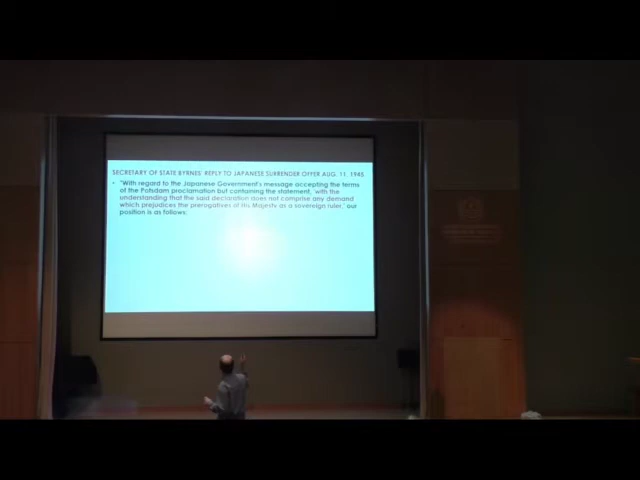 SECRETARY OF STATE BYRNES' REPLY TO JAPANESE SURRENDER OFFER AUG. 11, 1945
• "With regard to the Japanese Government's message accepting the terms
of the Potsdam proclamation but containing the statement, 'with the
understanding that the said declaration does not comprise any demand
which prejudices the prerogatives of His Majesty as a sovereign ruler,' our
position is as follows: